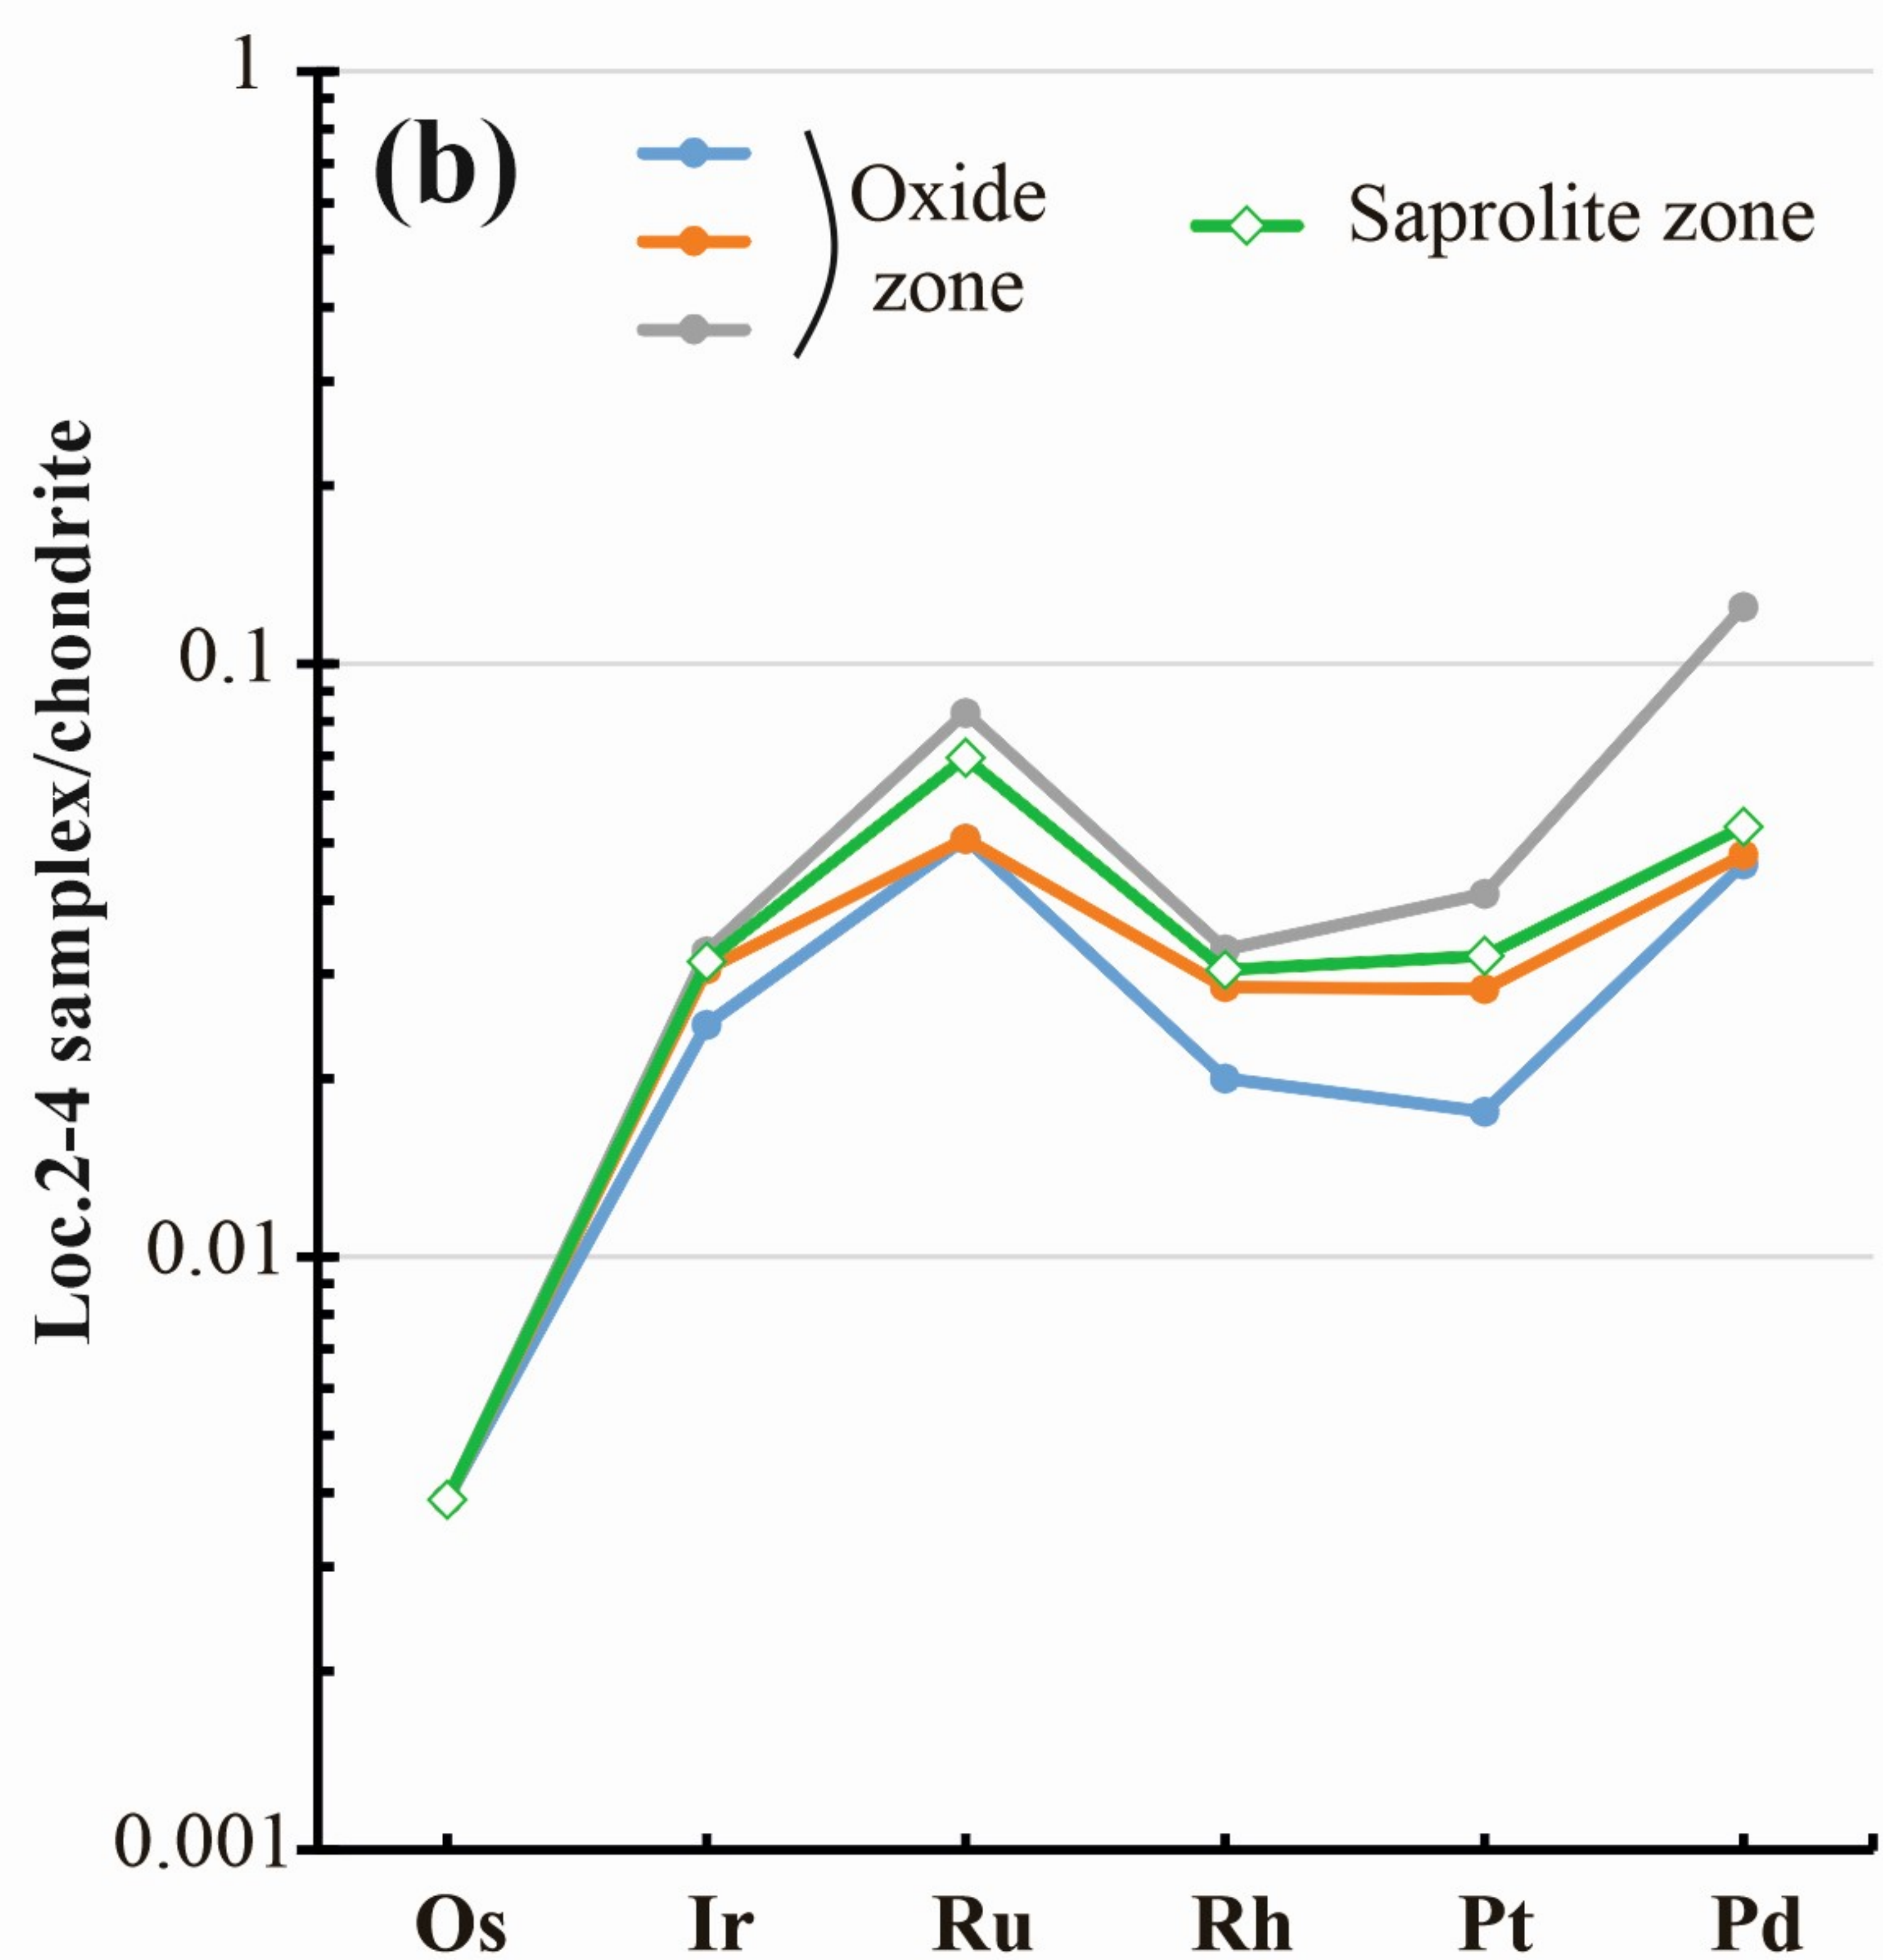 1
(b)
Oxide
zone
Saprolite zone
Loc.2-4 samplex/chondrite
0.1
0.01
0.001
Os Ir Ru Rh Pt Pd